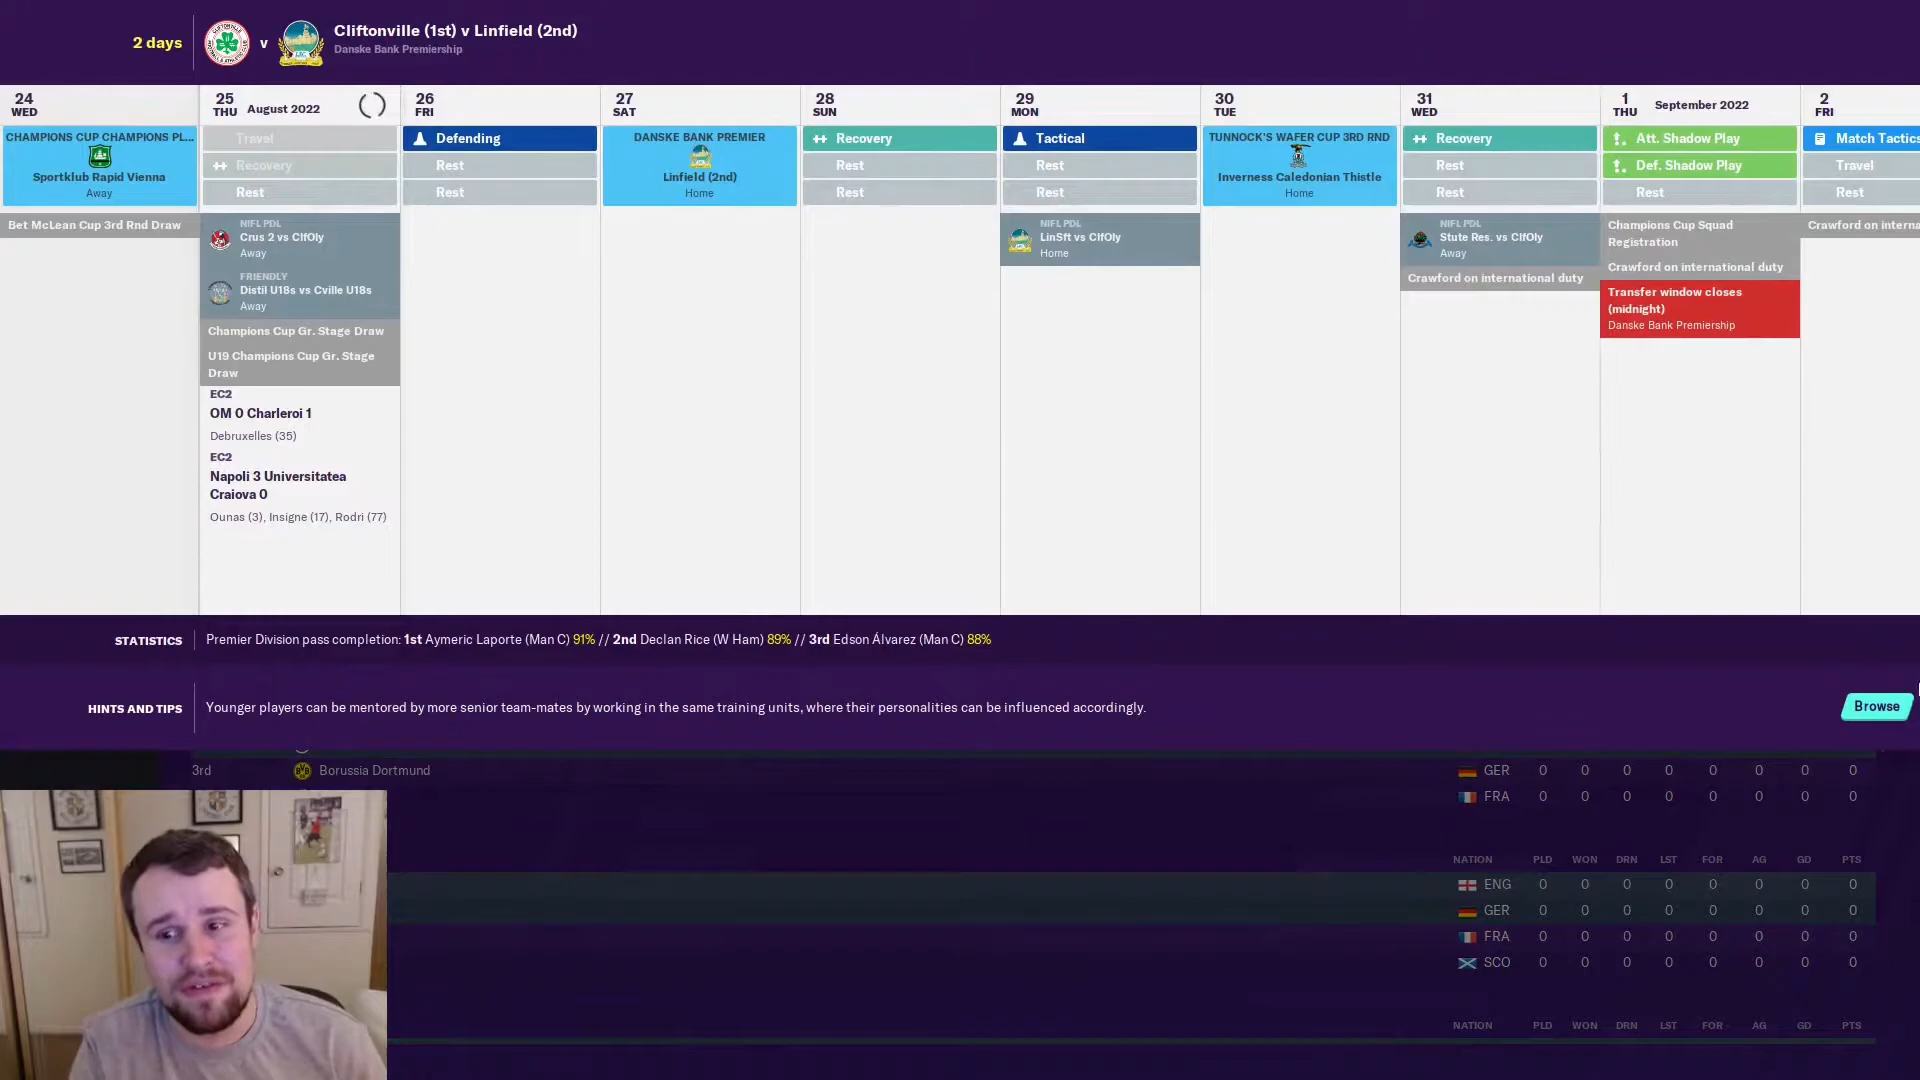 2 days
v
Cliftonville (1st) v Linfield (2nd)
Danske Bank Premiership
24
WED
25
THU
August 2022
26
FRI
27
SAT
28
SUN
29
MON
30
TUE
31
WED
1
THU
September 2022
2
FRI
CHAMPIONS CUP CHAMPIONS PL...
Sportklub Rapid Vienna
Away
Bet McLean Cup 3rd Rnd Draw
Travel
Recovery
Rest
NIFL PDL
Crus 2 vs ClfOly
Away
FRIENDLY
Distil U18s vs Cville U18s
Away
Champions Cup Gr. Stage Draw
U19 Champions Cup Gr. Stage
Draw
EC2
OM 0 Charleroi 1
Debruxelles (35)
EC2
Napoli 3 Universitatea
Craiova 0
Ounas (3), Insigne (17), Rodri (77)
Defending
Rest
Rest
DANSKE BANK PREMIER
Linfield (2nd)
Home
Recovery
Rest
Rest
Tactical
Rest
Rest
NIFL PDL
LinSft vs ClfOly
Home
TUNNOCK'S WAFER CUP 3RD RND
Inverness Caledonian Thistle
Home
Recovery
Rest
Rest
NIFL PDL
Stute Res. vs ClfOly
Away
Crawford on international duty
Att. Shadow Play
Def. Shadow Play
Rest
Champions Cup Squad
Registration
Crawford on international duty
Transfer window closes
(midnight)
Danske Bank Premiership
Match Tactics
Travel
Rest
Crawford on interna
STATISTICS
Premier Division pass completion: 1st Aymeric Laporte (Man C) 91% // 2nd Declan Rice (W Ham) 89% // 3rd Edson Álvarez (Man C) 88%
HINTS AND TIPS
Younger players can be mentored by more senior team-mates by working in the same training units, where their personalities can be influenced accordingly.
Browse
3rd Borussia Dortmund GER 0 0 0 0 0 0 0 0
FRA 0 0 0 0 0 0 0 0
NATION PLD WON DRN LST FOR AG GD PTS
ENG 0 0 0 0 0 0 0 0
GER 0 0 0 0 0 0 0 0
FRA 0 0 0 0 0 0 0 0
SCO 0 0 0 0 0 0 0 0
NATION PLD WON DRN LST FOR AG GD PTS